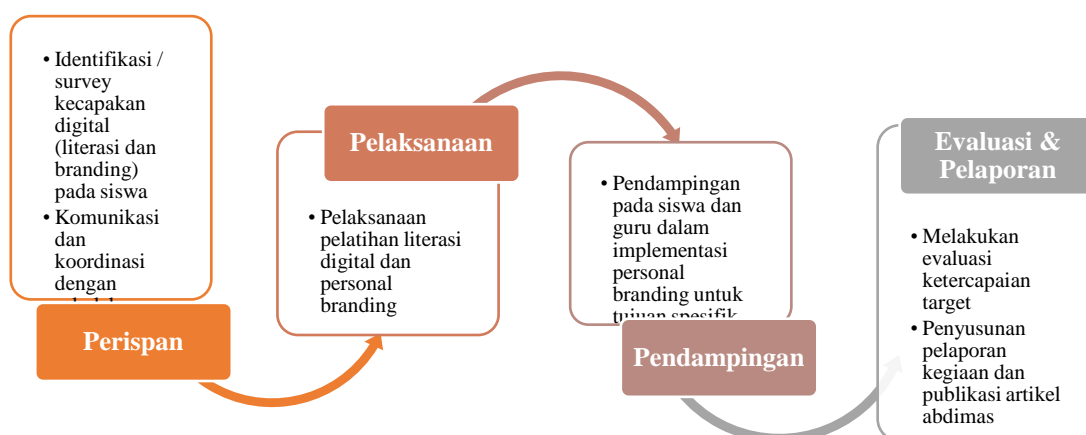 • Identifikasi /
survey
kecapakan
digital
(literasi dan
branding)
pada siswa
• Komunikasi
dan
koordinasi
dengan
Perispan
Pelaksanaan
• Pelaksanaan
pelatihan literasi
digital dan
personal
branding
• Pendampingan
pada siswa dan
guru dalam
implementasi
personal
branding untuk
tujuan spesifik
Pendampingan
Evaluasi &
Pelaporan
• Melakukan
evaluasi
ketercapaian
target
• Penyusunan
pelaporan
kegiaan dan
publikasi artikel
abdimas